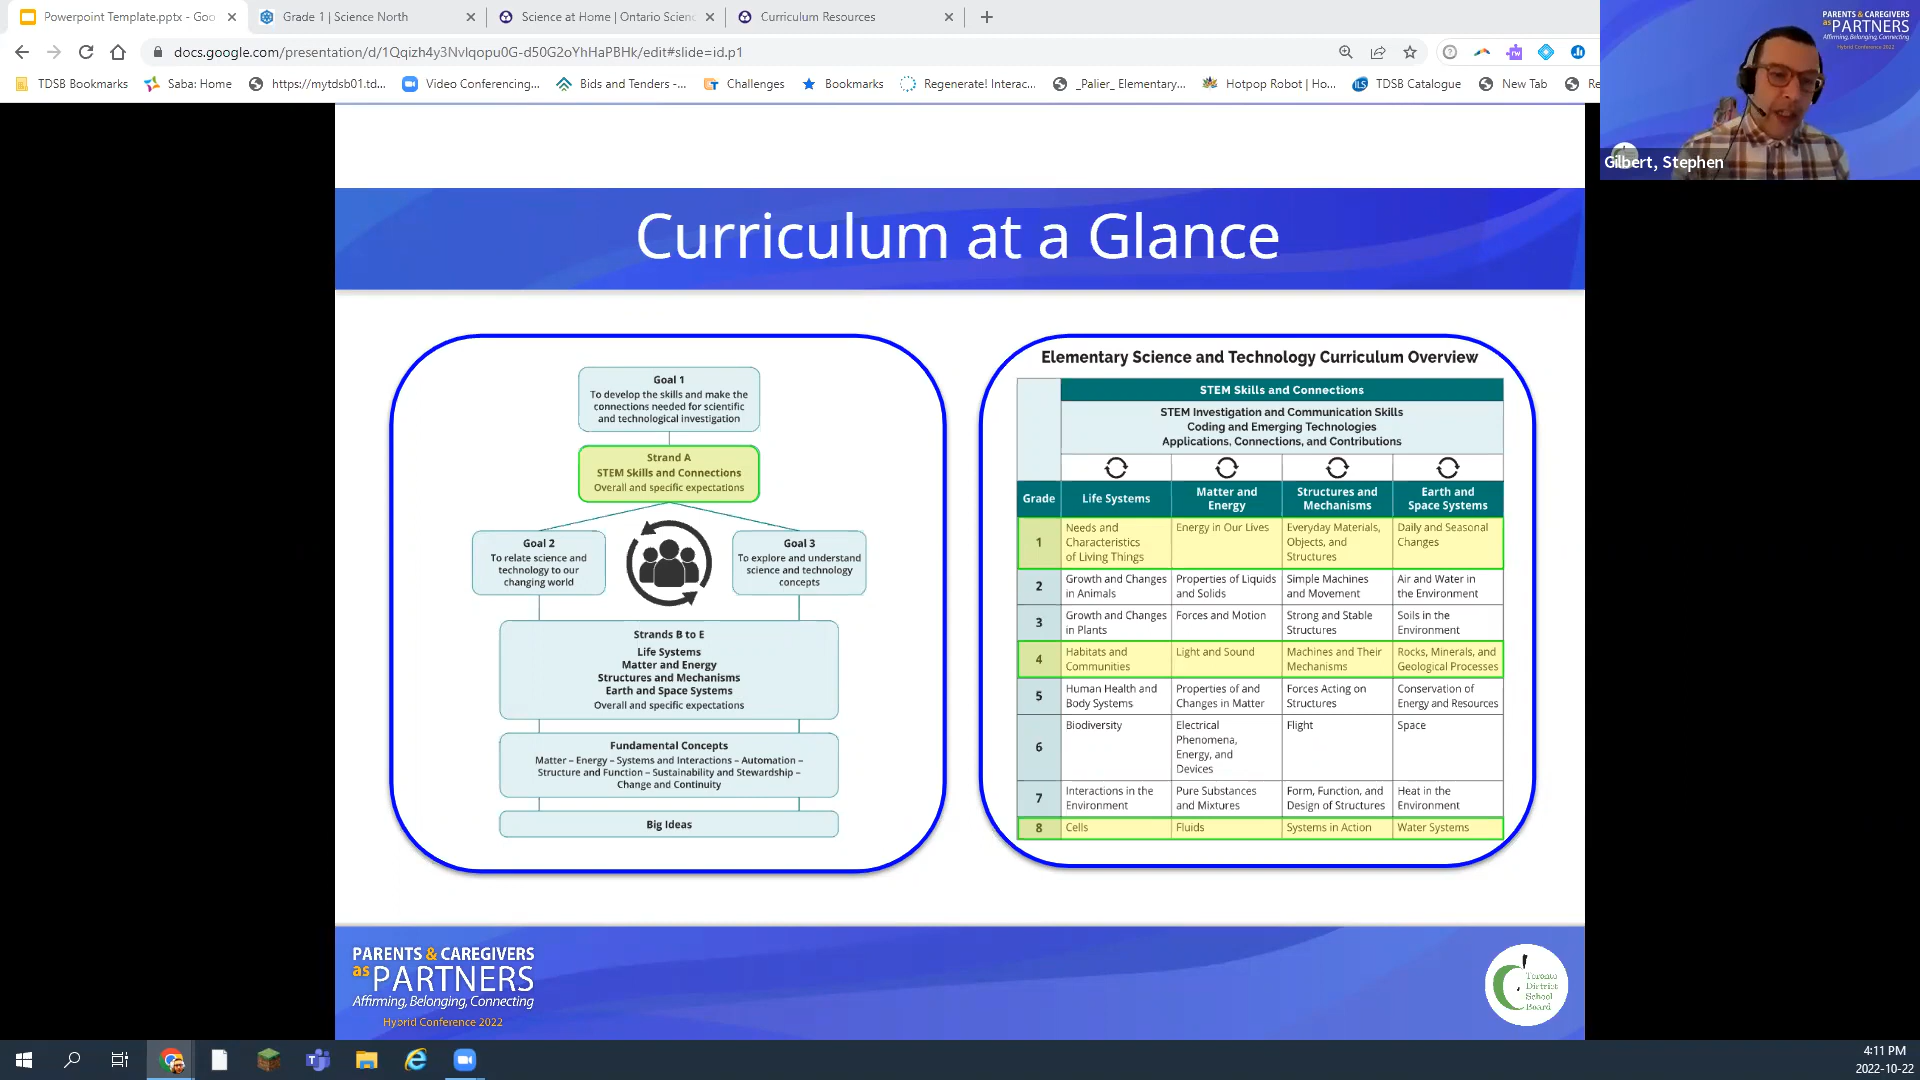 Powerpoint Template.pptx - Goo
Grade 1 | Science North
Science at Home | Ontario Scienc
Curriculum Resources
docs.google.com/presentation/d/1Qqizh4y3NvIqopu0G-d50G2oYhHaPBHk/edit#slide=id.p1
TDSB Bookmarks
Saba: Home
https://mytdsb01.td...
Video Conferencing...
Bids and Tenders -...
Challenges
Bookmarks
Regenerate! Interac...
_Palier_ Elementary...
Hotpop Robot | Ho...
TDSB Catalogue
New Tab
Re
PARENTS & CAREGIVERS
as PARTNERS
Affirming, Belonging, Connecting
Hybrid Conference 2022
Gilbert, Stephen
Curriculum at a Glance
Goal 1
To develop the skills and make the
connections needed for scientific
and technological investigation
Strand A
STEM Skills and Connections
Overall and specific expectations
Goal 2
To relate science and
technology to our
changing world
Goal 3
To explore and understand
science and technology
concepts
Strands B to E
Life Systems
Matter and Energy
Structures and Mechanisms
Earth and Space Systems
Overall and specific expectations
Fundamental Concepts
Matter – Energy – Systems and Interactions – Automation –
Structure and Function – Sustainability and Stewardship –
Change and Continuity
Big Ideas
Elementary Science and Technology Curriculum Overview
STEM Skills and Connections
STEM Investigation and Communication Skills
Coding and Emerging Technologies
Applications, Connections, and Contributions
Grade
Life Systems
Matter and
Energy
Structures and
Mechanisms
Earth and
Space Systems
1
Needs and
Characteristics
of Living Things
Energy in Our Lives
Everyday Materials,
Objects, and
Structures
Daily and Seasonal
Changes
2
Growth and Changes
in Animals
Properties of Liquids
and Solids
Simple Machines
and Movement
Air and Water in
the Environment
3
Growth and Changes
in Plants
Forces and Motion
Strong and Stable
Structures
Soils in the
Environment
4
Habitats and
Communities
Light and Sound
Machines and Their
Mechanisms
Rocks, Minerals, and
Geological Processes
5
Human Health and
Body Systems
Properties of and
Changes in Matter
Forces Acting on
Structures
Conservation of
Energy and Resources
6
Biodiversity
Electrical
Phenomena,
Energy, and
Devices
Flight
Space
7
Interactions in the
Environment
Pure Substances
and Mixtures
Form, Function, and
Design of Structures
Heat in the
Environment
8
Cells
Fluids
Systems in Action
Water Systems
PARENTS & CAREGIVERS
as PARTNERS
Affirming, Belonging, Connecting
Hybrid Conference 2022
Toronto
District
School
Board
4:11 PM
2022-10-22